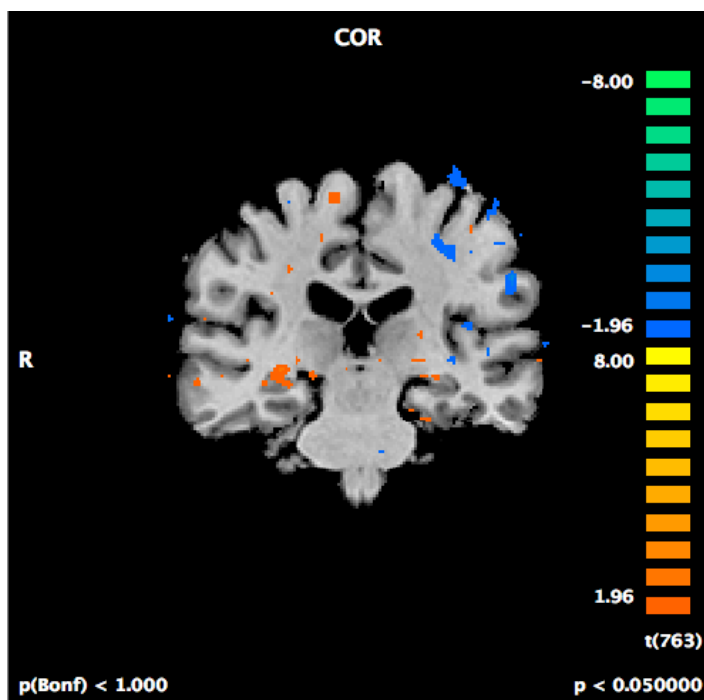 COR
-8.00
R
-1.96
8.00
1.96
t(763)
p(Bonf) < 1.000
p < 0.050000